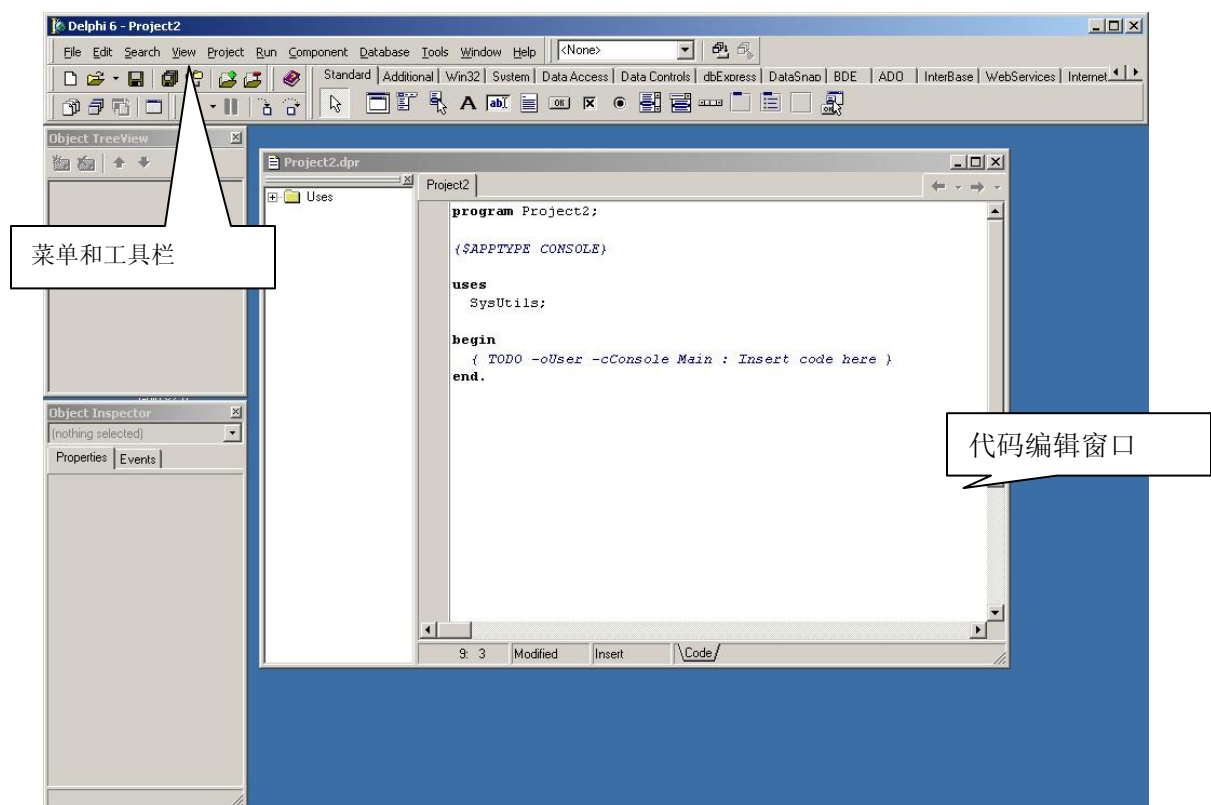 Delphi 6 - Project2
File Edit Search View Project Run Component Database Tools Window Help <None>
Standard Additional Win32 System Data Access Data Controls dbExpress DataSnap BDE ADO InterBase WebServices Internet
Object TreeView
Project2.dpr
Uses
Project2
program Project2;
{$APPTYPE CONSOLE}
uses
SysUtils;
begin
{ TODO -oUser -cConsole Main : Insert code here }
end.
菜单和工具栏
Object Inspector
(nothing selected)
Properties Events
代码编辑窗口
9: 3 Modified Insert \Code/